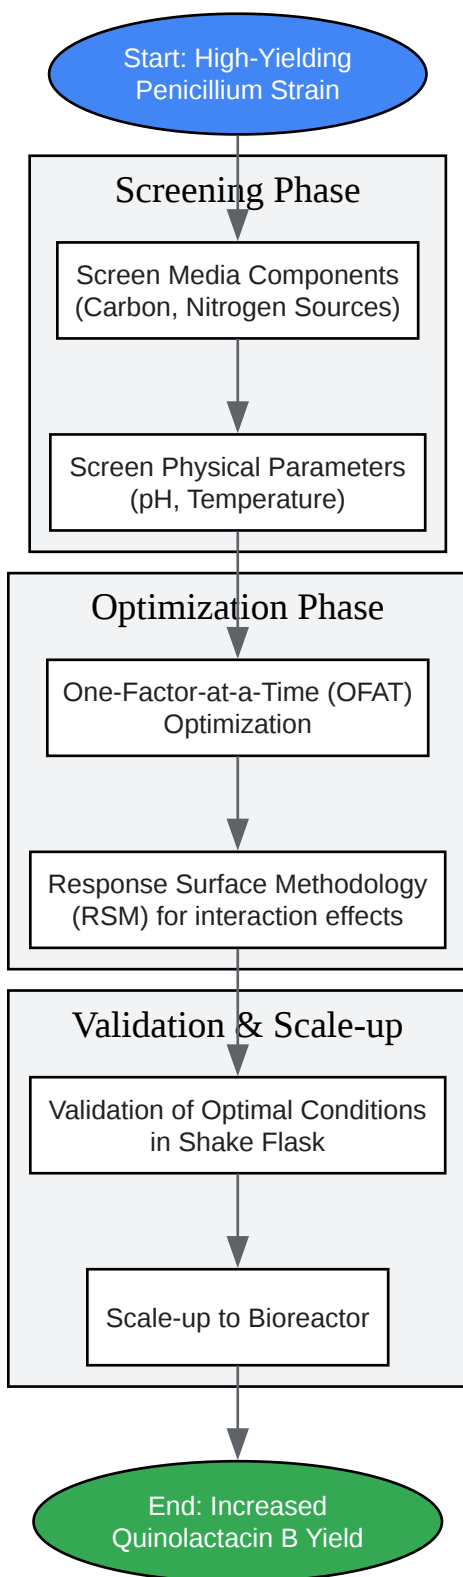 Start: High-Yielding
Penicillium Strain
Screening Phase
Screen Media Components
(Carbon, Nitrogen Sources)
Screen Physical Parameters
(pH, Temperature)
Optimization Phase
One-Factor-at-a-Time (OFAT)
Optimization
Response Surface Methodology
(RSM) for interaction effects
Validation & Scale-up
Validation of Optimal Conditions
in Shake Flask
Scale-up to Bioreactor
End: Increased
Quinolactacin B Yield